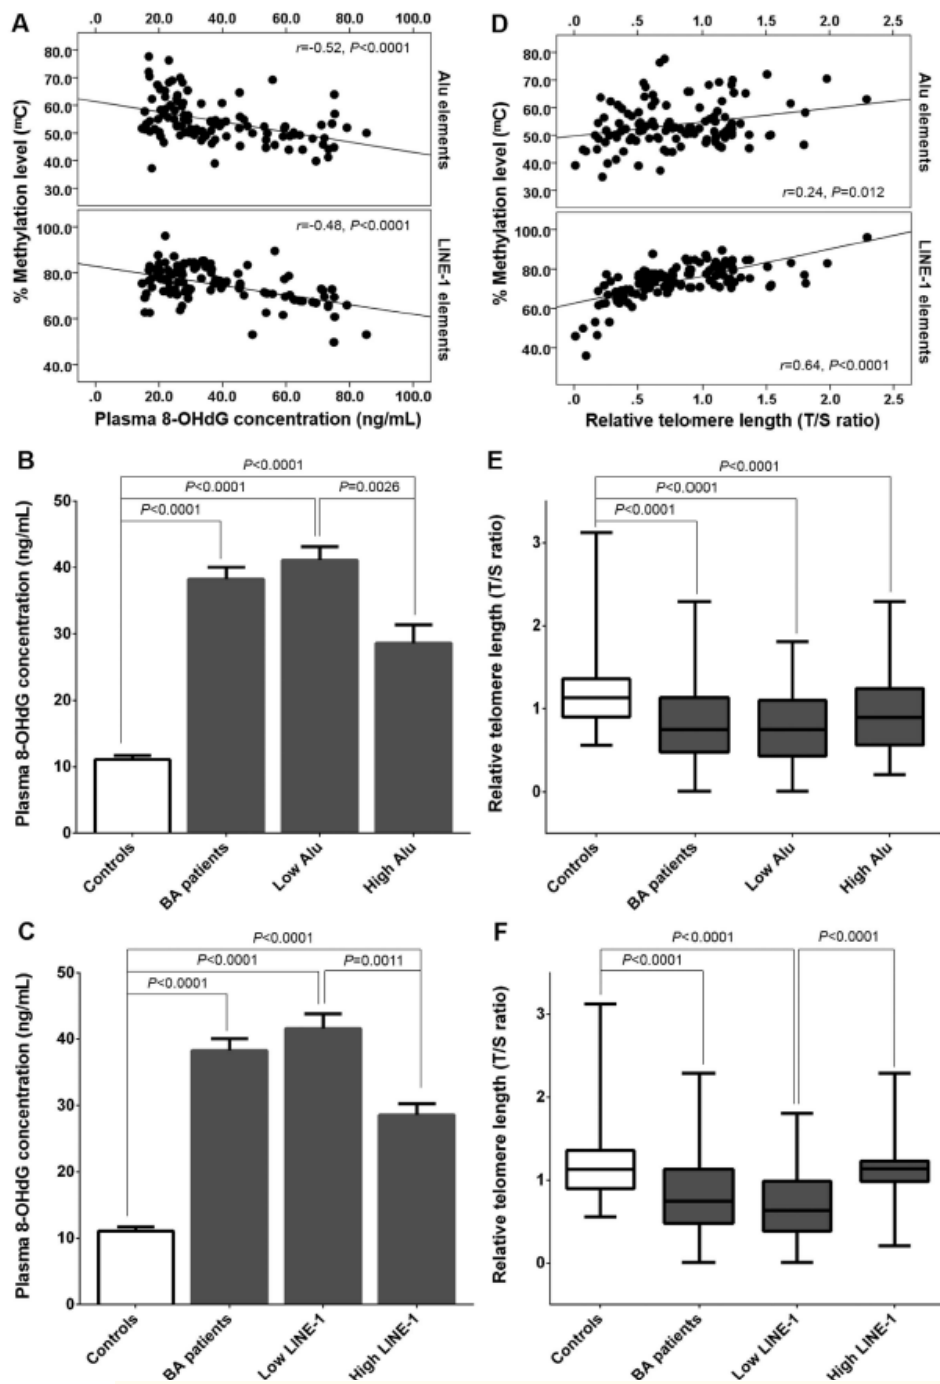 A
.0 20.0 40.0 60.0 80.0 100.0
r=-0.52, P<0.0001
80.0
70.0
60.0
50.0
40.0
30.0
% Methylation level (ᵐC)
Alu elements
r=-0.48, P<0.0001
100.0
80.0
60.0
40.0
% Methylation level (ᵐC)
LINE-1 elements
.0 20.0 40.0 60.0 80.0 100.0
Plasma 8-OHdG concentration (ng/mL)
D
.0 .5 1.0 1.5 2.0 2.5
80.0
70.0
60.0
50.0
40.0
30.0
% Methylation level (ᵐC)
Alu elements
r=0.24, P=0.012
100.0
80.0
60.0
40.0
% Methylation level (ᵐC)
LINE-1 elements
r=0.64, P<0.0001
.0 .5 1.0 1.5 2.0 2.5
Relative telomere length (T/S ratio)
B
P<0.0001
P<0.0001 P=0.0026
P<0.0001
50
40
30
20
10
0
Plasma 8-OHdG concentration (ng/mL)
Controls
BA patients
Low Alu
High Alu
E
P<0.0001
P<0.0001
P<0.0001
3
2
1
0
Relative telomere length (T/S ratio)
Controls
BA patients
Low Alu
High Alu
C
P<0.0001
P<0.0001 P=0.0011
P<0.0001
50
40
30
20
10
0
Plasma 8-OHdG concentration (ng/mL)
Controls
BA patients
Low LINE-1
High LINE-1
F
P<0.0001 P<0.0001
P<0.0001
3
2
1
0
Relative telomere length (T/S ratio)
Controls
BA patients
Low LINE-1
High LINE-1